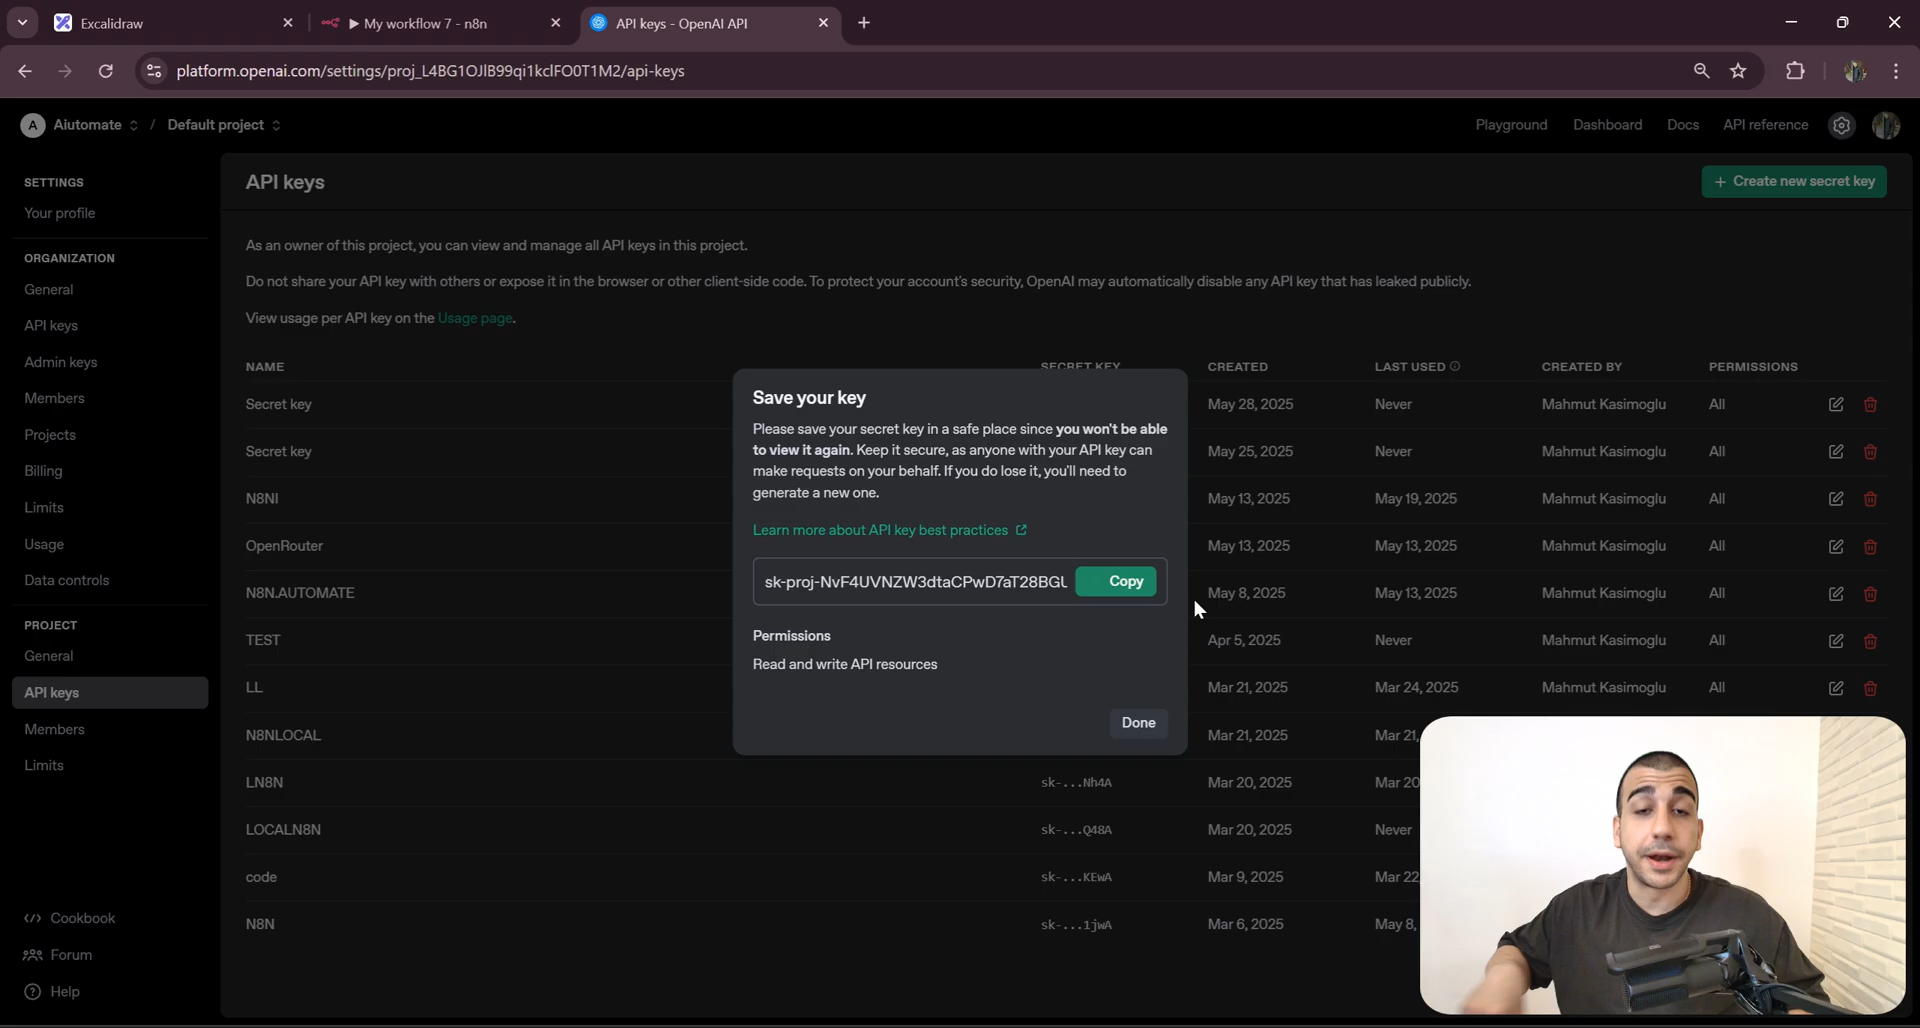 Excalidraw
▶ My workflow 7 - n8n
API keys - OpenAI API
platform.openai.com/settings/proj_L4BG1OJlB99qi1kclFO0T1M2/api-keys
A Aiutomate / Default project
Playground Dashboard Docs API reference
SETTINGS
Your profile
ORGANIZATION
General
API keys
Admin keys
Members
Projects
Billing
Limits
Usage
Data controls
PROJECT
General
API keys
Members
Limits
Cookbook
Forum
Help
API keys
+ Create new secret key
As an owner of this project, you can view and manage all API keys in this project.
Do not share your API key with others or expose it in the browser or other client-side code. To protect your account's security, OpenAI may automatically disable any API key that has leaked publicly.
View usage per API key on the Usage page.
NAME SECRET KEY CREATED LAST USED CREATED BY PERMISSIONS
Secret key May 28, 2025 Never Mahmut Kasimoglu All
Secret key May 25, 2025 Never Mahmut Kasimoglu All
N8NI May 13, 2025 May 19, 2025 Mahmut Kasimoglu All
OpenRouter May 13, 2025 May 13, 2025 Mahmut Kasimoglu All
N8N.AUTOMATE May 8, 2025 May 13, 2025 Mahmut Kasimoglu All
TEST Apr 5, 2025 Never Mahmut Kasimoglu All
LL Mar 21, 2025 Mar 24, 2025 Mahmut Kasimoglu All
N8NLOCAL Mar 21, 2025 Mar 21,
LN8N sk-...Nh4A Mar 20, 2025 Mar 20
LOCALN8N sk-...Q48A Mar 20, 2025 Never
code sk-...KEwA Mar 9, 2025 Mar 22
N8N sk-...1jwA Mar 6, 2025 May 8,
Save your key
Please save your secret key in a safe place since you won't be able
to view it again. Keep it secure, as anyone with your API key can
make requests on your behalf. If you do lose it, you'll need to
generate a new one.
Learn more about API key best practices
sk-proj-NvF4UVNZW3dtaCPwD7aT28BGL Copy
Permissions
Read and write API resources
Done